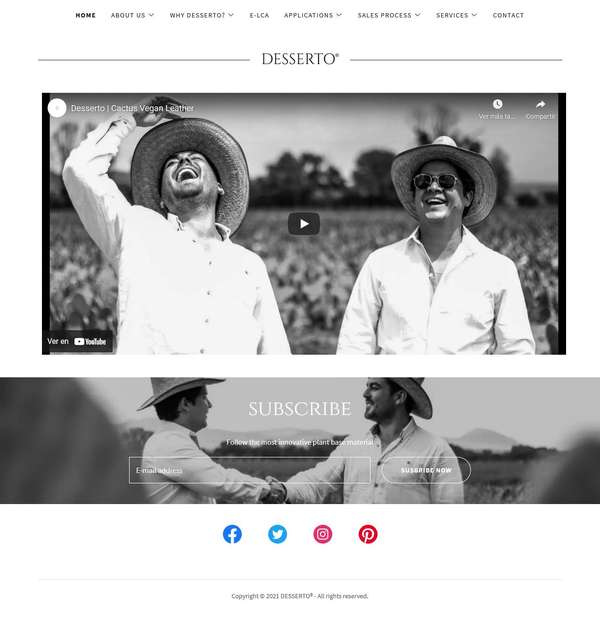 HOME ABOUT US WHY DESSERTO? E-LCA APPLICATIONS SALES PROCESS SERVICES CONTACT
DESSERTO®
Desserto | Cactus Vegan Leather
Ver más ta... Compartir
Ver en YouTube
SUBSCRIBE
Follow the most innovative plant base material...
E-mail address SUSBRIBE NOW
Copyright © 2021 DESSERTO® - All rights reserved.